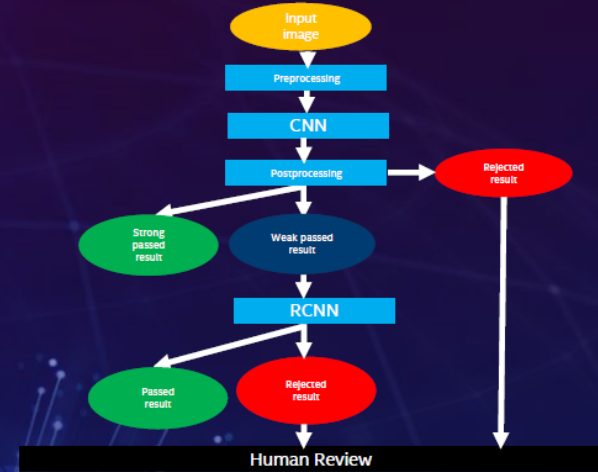 Input
image
Preprocessing
CNN
Postprocessing
Rejected
result
Strong
passed
result
Weak passed
result
RCNN
Passed
result
Rejected
result
Human Review